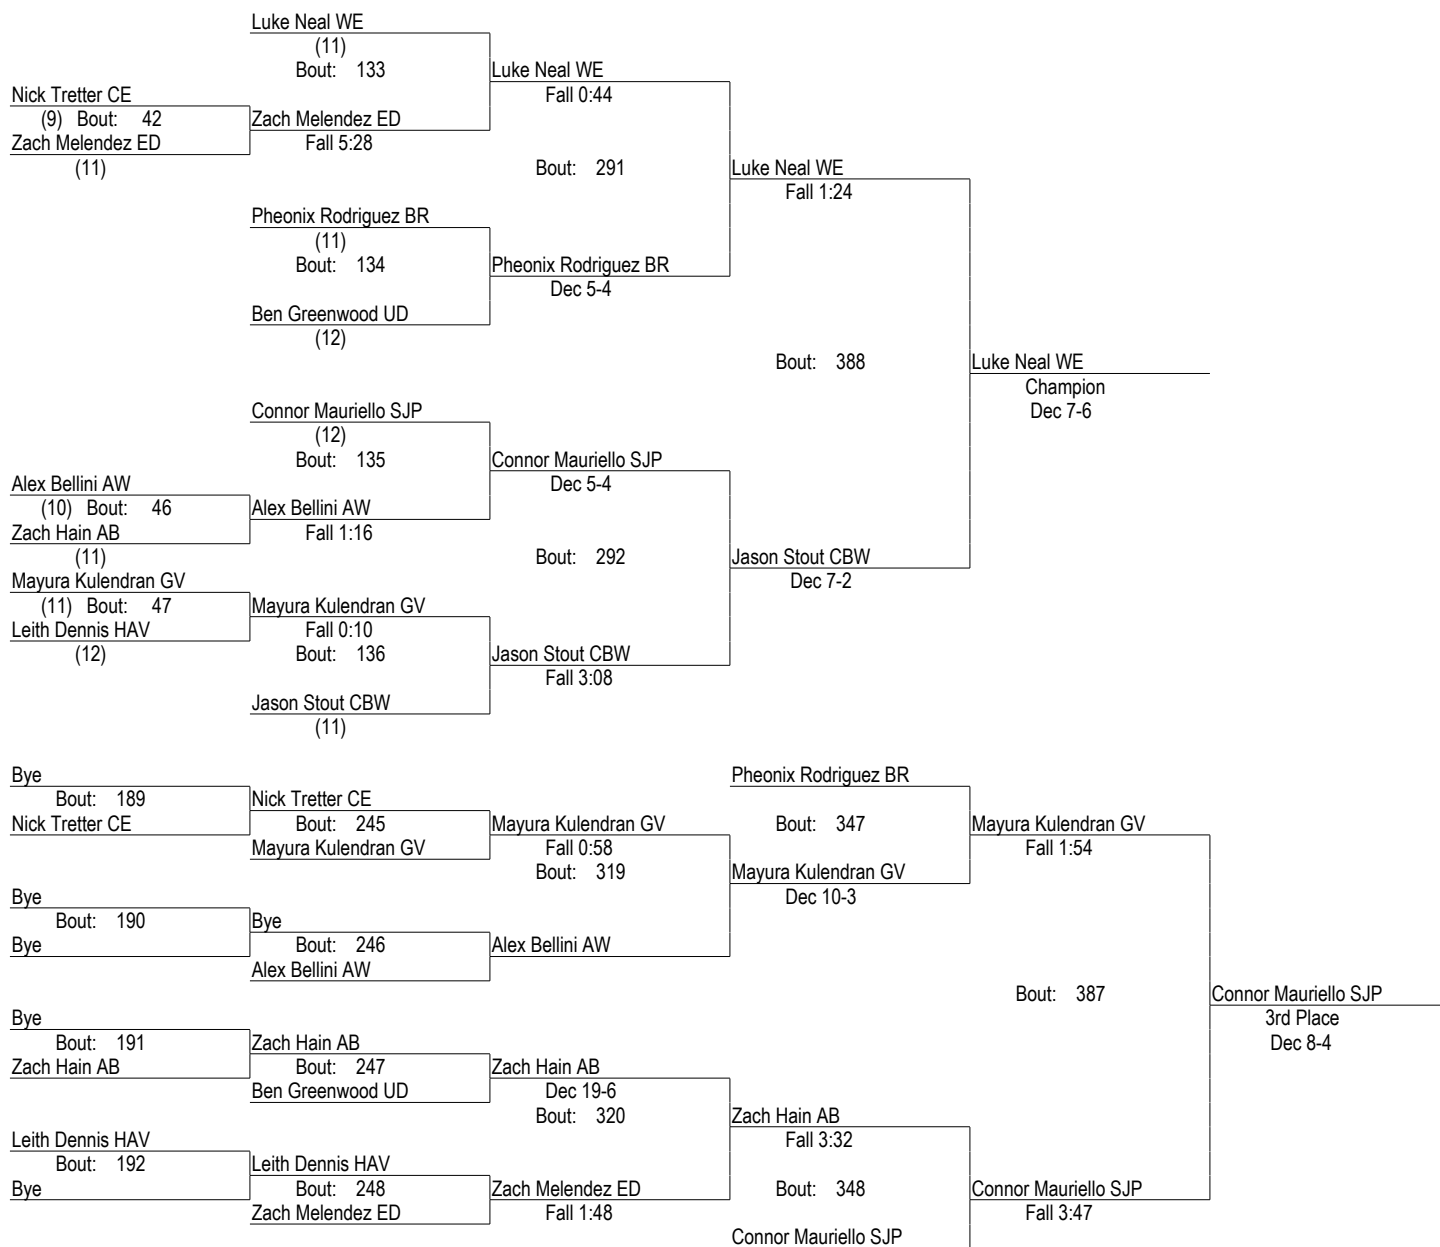 Luke Neal WE
(11)
Bout: 133
Luke Neal WE
Fall 0:44
Nick Tretter CE
(9) Bout: 42
Zach Melendez ED
(11)
Zach Melendez ED
Fall 5:28
Bout: 291
Luke Neal WE
Fall 1:24
Pheonix Rodriguez BR
(11)
Bout: 134
Pheonix Rodriguez BR
Dec 5-4
Ben Greenwood UD
(12)
Bout: 388
Luke Neal WE
Champion
Dec 7-6
Connor Mauriello SJP
(12)
Bout: 135
Connor Mauriello SJP
Dec 5-4
Alex Bellini AW
(10) Bout: 46
Zach Hain AB
(11)
Alex Bellini AW
Fall 1:16
Bout: 292
Jason Stout CBW
Dec 7-2
Mayura Kulendran GV
(11) Bout: 47
Leith Dennis HAV
(12)
Mayura Kulendran GV
Fall 0:10
Bout: 136
Jason Stout CBW
Fall 3:08
Jason Stout CBW
(11)
Bye
Bout: 189
Nick Tretter CE
Nick Tretter CE
Bout: 245
Mayura Kulendran GV
Mayura Kulendran GV
Fall 0:58
Bout: 319
Pheonix Rodriguez BR
Bout: 347
Mayura Kulendran GV
Dec 10-3
Mayura Kulendran GV
Fall 1:54
Bye
Bout: 190
Bye
Bye
Bout: 246
Alex Bellini AW
Alex Bellini AW
Bout: 387
Connor Mauriello SJP
3rd Place
Dec 8-4
Bye
Bout: 191
Zach Hain AB
Zach Hain AB
Bout: 247
Ben Greenwood UD
Zach Hain AB
Dec 19-6
Bout: 320
Zach Hain AB
Fall 3:32
Leith Dennis HAV
Bout: 192
Bye
Leith Dennis HAV
Bout: 248
Zach Melendez ED
Zach Melendez ED
Fall 1:48
Bout: 348
Connor Mauriello SJP
Fall 3:47
Connor Mauriello SJP